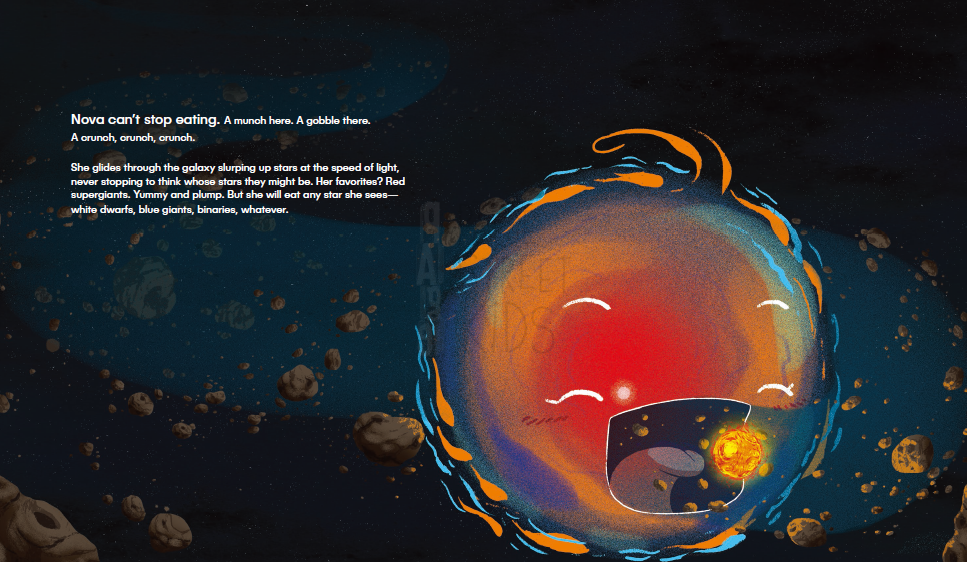 Nova can’t stop eating. A munch here. A gobble there.
A crunch, crunch, crunch.
She glides through the galaxy slurping up stars at the speed of light,
never stopping to think whose stars they might be. Her favorites? Red
supergiants. Yummy and plump. But she will eat any star she sees—
white dwarfs, blue giants, binaries, whatever.